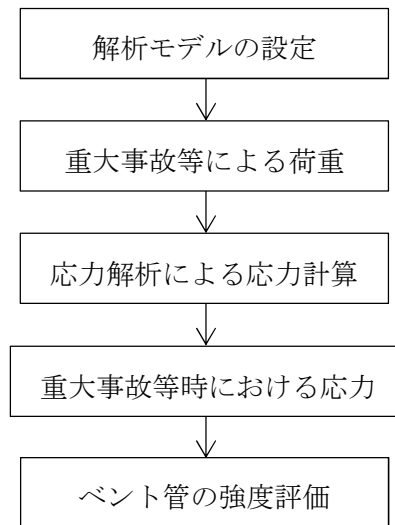 解析モデルの設定
重大事故等による荷重
応力解析による応力計算
重大事故等時における応力
ベント管の強度評価